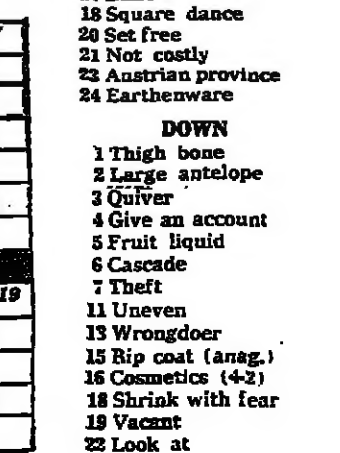 18 Square dance
20 Set free
21 Not costly
23 Austrian province
24 Earthenware
DOWN
1 Thigh bone
2 Large antelope
3 Quiver
4 Give an account
5 Fruit liquid
6 Cascade
7 Theft
11 Uneven
13 Wrongdoer
15 Rip coat (anag.)
16 Cosmetics (4-2)
18 Shrink with fear
19 Vacant
22 Look at
19